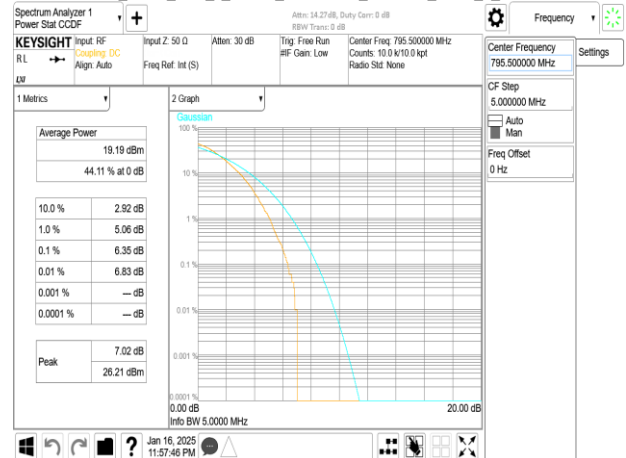 Spectrum Analyzer 1
Power Stat CCDF
Attn: 14.27dB, Duty Corr: 0 dB
RBW Trans: 0 dB
Frequency
KEYSIGHT
RL
LXI
Input: RF
Coupling: DC
Align: Auto
Input Z: 50 Ω
Freq Ref: Int (S)
Atten: 30 dB
Trig: Free Run
#IF Gain: Low
Center Freq: 795.500000 MHz
Counts: 10.0 k/10.0 kpt
Radio Std: None
Center Frequency
795.500000 MHz
Settings
CF Step
5.000000 MHz
Auto
Man
Freq Offset
0 Hz
1 Metrics
2 Graph
Average Power
19.19 dBm
44.11 % at 0 dB
10.0 % 2.92 dB
1.0 % 5.06 dB
0.1 % 6.35 dB
0.01 % 6.83 dB
0.001 % --- dB
0.0001 % --- dB
Peak
7.02 dB
26.21 dBm
Gaussian
100 %
10 %
1 %
0.1 %
0.01 %
0.001 %
0.0001 %
0.00 dB 20.00 dB
Info BW 5.0000 MHz
?
Jan 16, 2025
11:57:46 PM